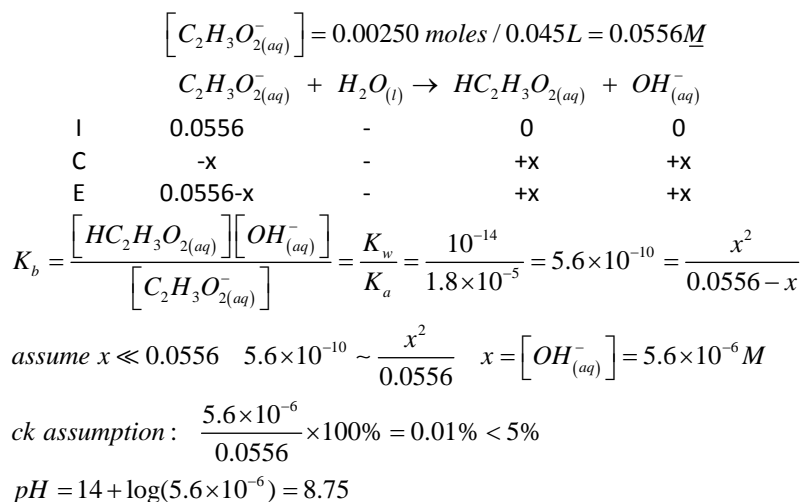 [C₂H₃O₂⁻(aq)] = 0.00250 moles / 0.045L = 0.0556M
C₂H₃O₂⁻(aq) + H₂O(l) → HC₂H₃O₂(aq) + OH⁻(aq)
I 0.0556 - 0 0
C -x - +x +x
E 0.0556-x - +x +x
K_b = [HC₂H₃O₂(aq)][OH⁻(aq)] / [C₂H₃O₂⁻(aq)] = K_w / K_a = 10⁻¹⁴ / 1.8×10⁻⁵ = 5.6×10⁻¹⁰ = x² / 0.0556 − x
assume x ≪ 0.0556 5.6×10⁻¹⁰ ~ x² / 0.0556 x = [OH⁻(aq)] = 5.6×10⁻⁶ M
ck assumption: 5.6×10⁻⁶ / 0.0556 ×100% = 0.01% < 5%
pH = 14 + log(5.6×10⁻⁶) = 8.75